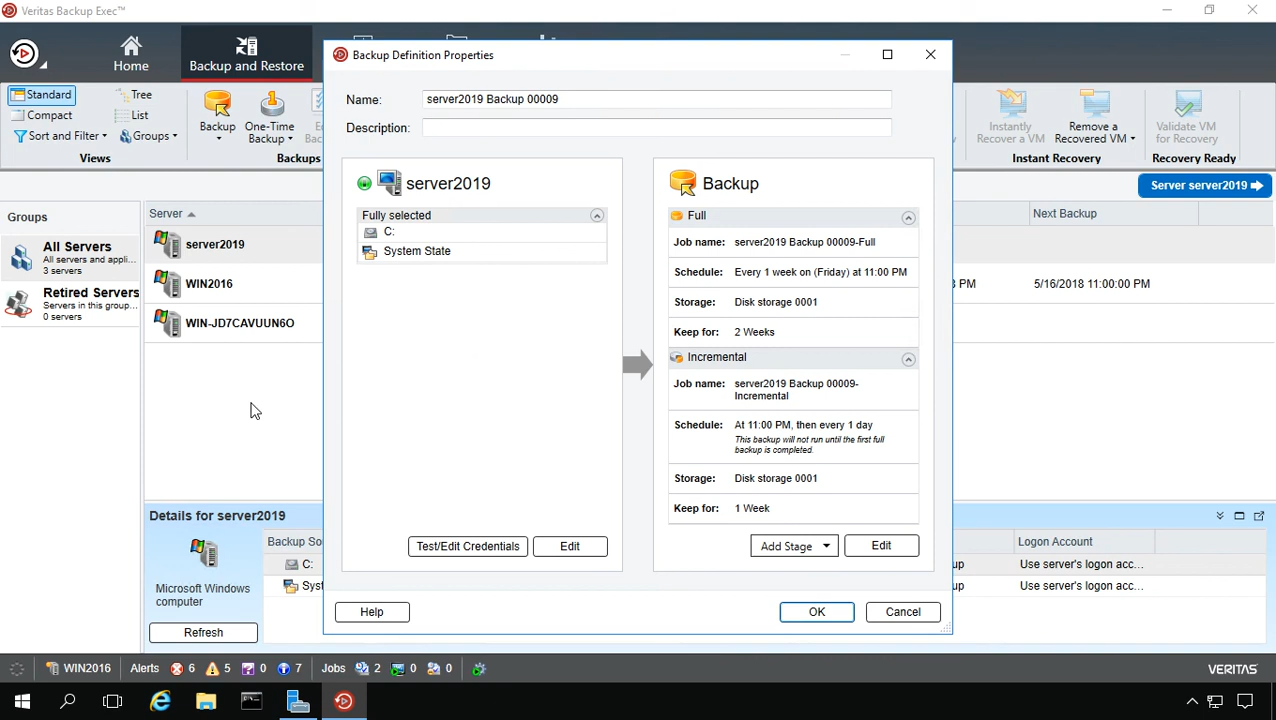 Veritas Backup Exec™
Home
Backup and Restore
Standard
Compact
Sort and Filter
Tree
List
Groups
Views
Backup
One-Time
Backup
Backups
Instantly
Recover a VM
Remove a
Recovered VM
Instant Recovery
Validate VM
for Recovery
Recovery Ready
Server server2019
Groups
All Servers
All servers and appli...
3 servers
Retired Servers
Servers in this group...
0 servers
Server
server2019
WIN2016
WIN-JD7CAVUUN6O
Next Backup
PM
5/16/2018 11:00:00 PM
Backup Definition Properties
Name:
server2019 Backup 00009
Description:
server2019
Fully selected
C:
System State
Test/Edit Credentials
Edit
Backup
Full
Job name: server2019 Backup 00009-Full
Schedule: Every 1 week on (Friday) at 11:00 PM
Storage: Disk storage 0001
Keep for: 2 Weeks
Incremental
Job name: server2019 Backup 00009-
Incremental
Schedule: At 11:00 PM, then every 1 day
This backup will not run until the first full
backup is completed.
Storage: Disk storage 0001
Keep for: 1 Week
Add Stage
Edit
Help
OK
Cancel
Details for server2019
Microsoft Windows
computer
Refresh
Backup So
C:
Sys
Logon Account
Use server's logon acc...
Use server's logon acc...
WIN2016
Alerts 6 5 0 7
Jobs 2 0 0
VERITAS